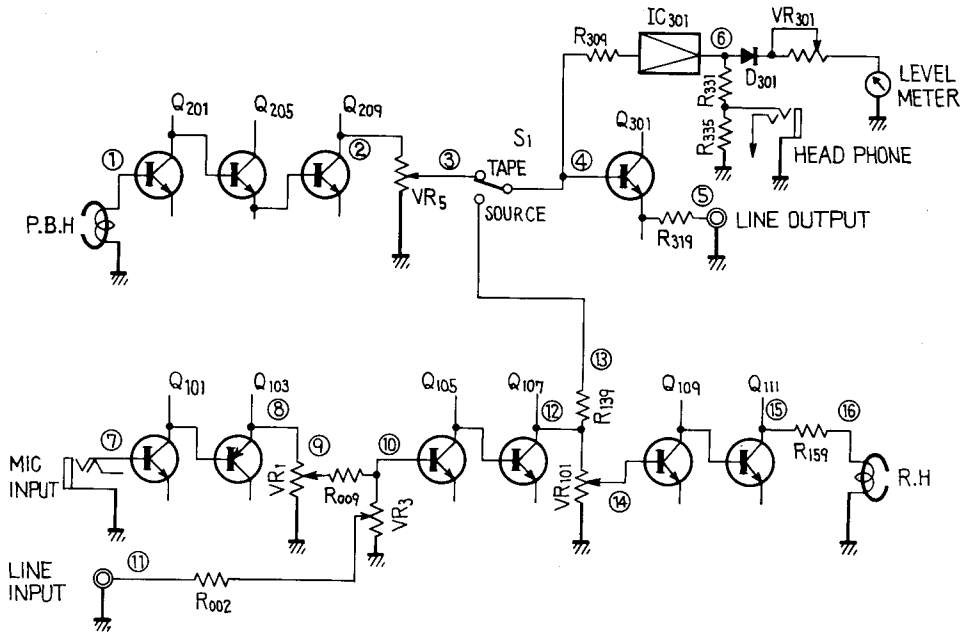 IC301
VR301
R309
⑥
D301
LEVEL
METER
R331
R335
HEAD PHONE
Q201
Q205
Q209
S1
Q301
①
②
③
TAPE
④
SOURCE
VR5
P.B.H
⑤
LINE OUTPUT
R319
⑬
Q101
Q103
Q105
Q107
R139
Q109
Q111
⑧
⑫
⑮
⑯
⑦
⑨
⑩
MIC
INPUT
VR1
R009
VR3
VR101
⑭
R159
R.H
LINE
INPUT
⑪
R002